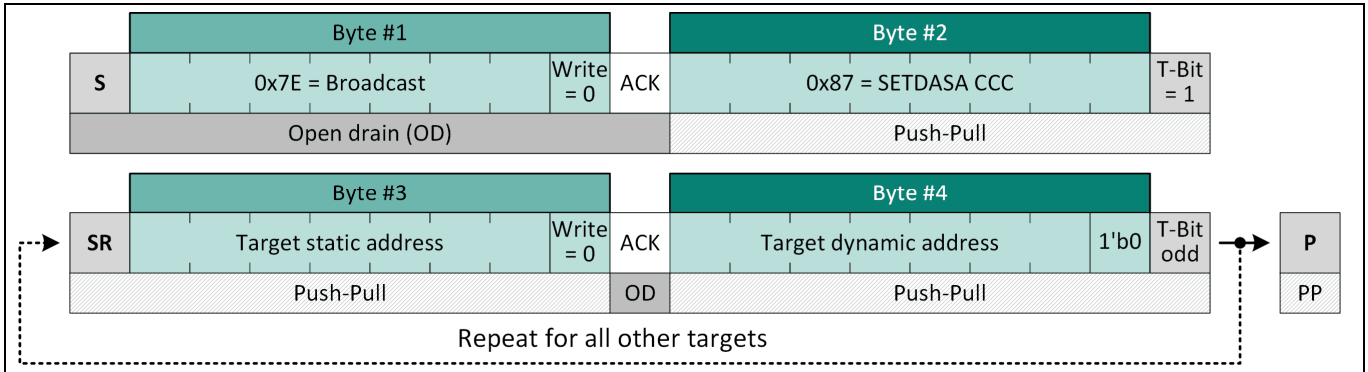 Byte #1 Byte #2
S 0x7E = Broadcast Write = 0 ACK 0x87 = SETDASA CCC T-Bit = 1
Open drain (OD) Push-Pull
Byte #3 Byte #4
SR Target static address Write = 0 ACK Target dynamic address 1'b0 T-Bit odd P
Push-Pull OD Push-Pull PP
Repeat for all other targets